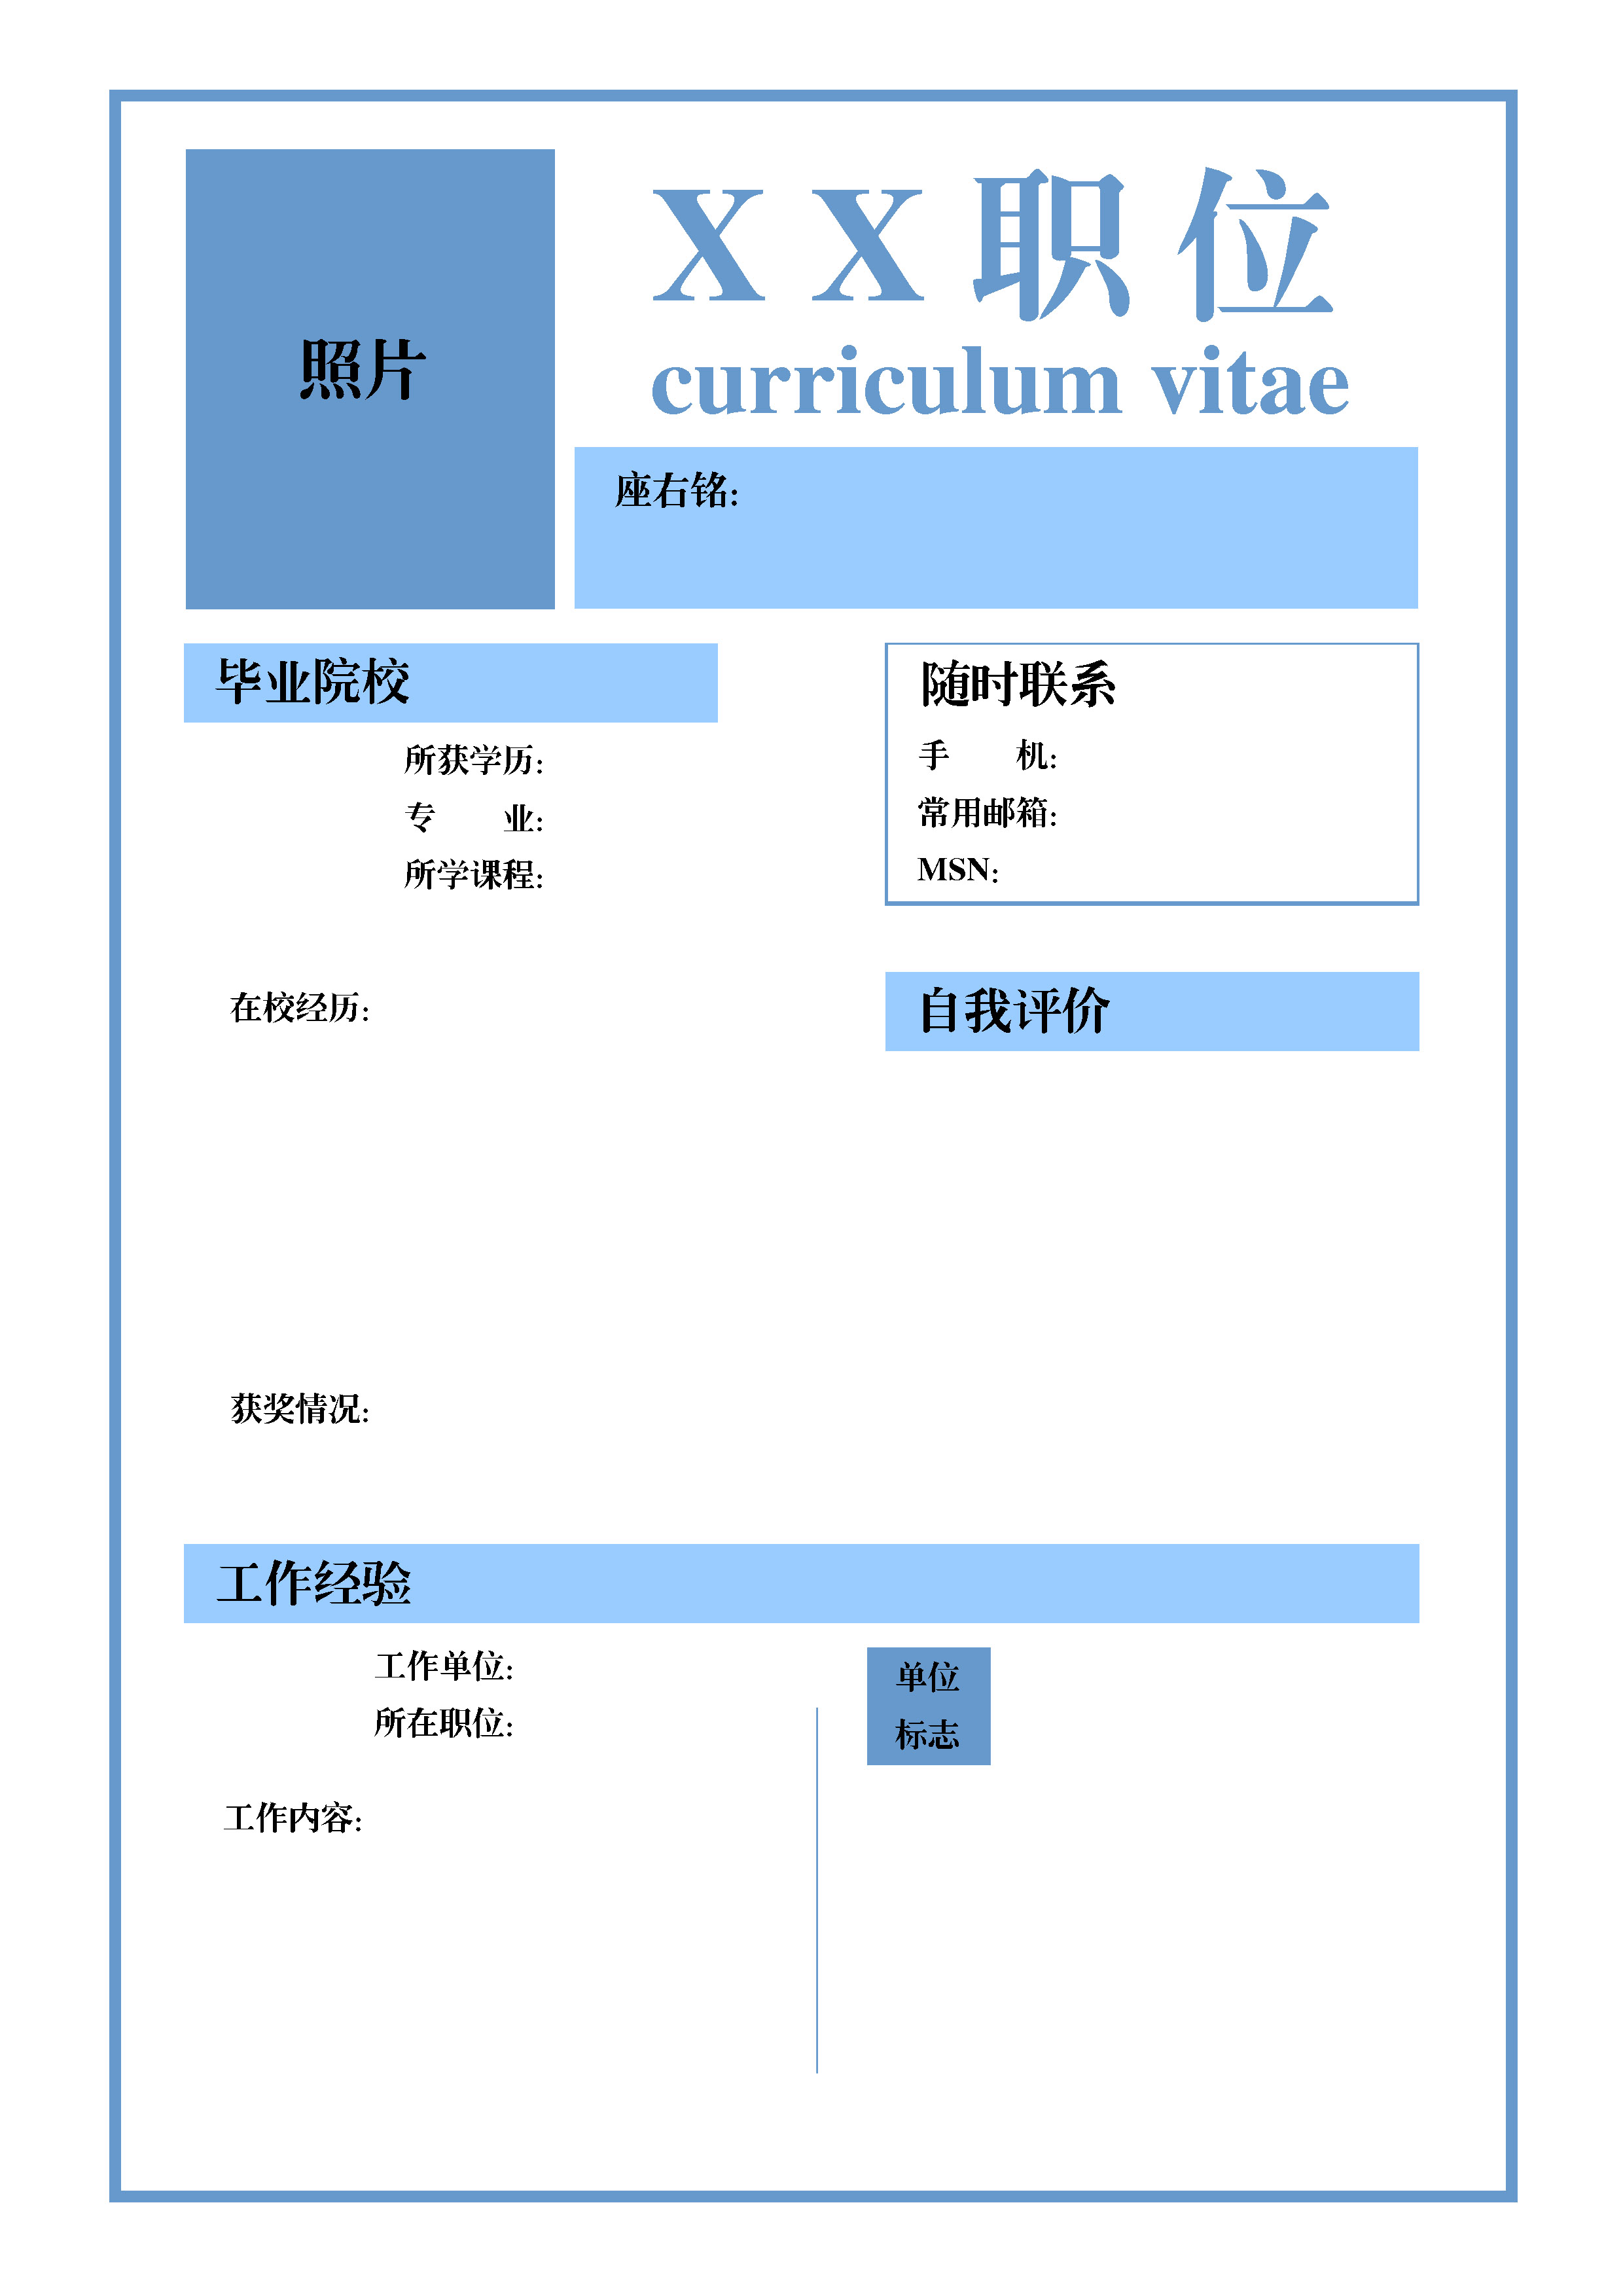 照片
XX职位
curriculum vitae
座右铭：
毕业院校
所获学历：
专　　业：
所学课程：
在校经历：
获奖情况：
随时联系
手　　机：
常用邮箱：
MSN：
自我评价
工作经验
工作单位：
所在职位：
工作内容：
单位
标志